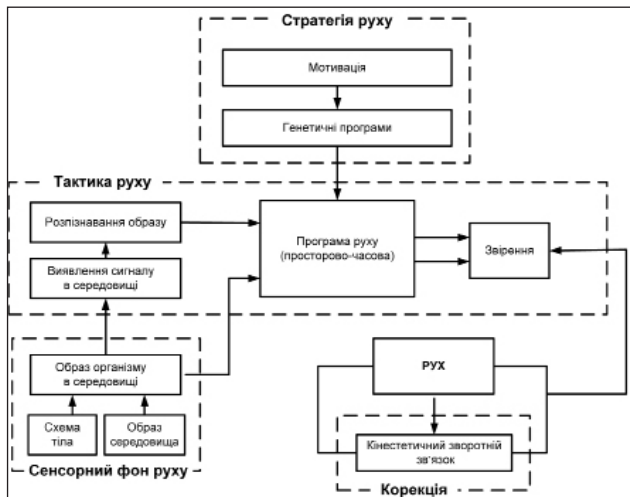 Стратегія руху
Мотивація
Генетичні програми
Тактика руху
Розпізнавання образу
Виявлення сигналу
в середовищі
Програма руху
(просторово-часова)
Звірення
Образ організму
в середовищі
Схема
тіла
Образ
середовища
Сенсорний фон руху
РУХ
Кінестетичний зворотній
зв'язок
Корекція